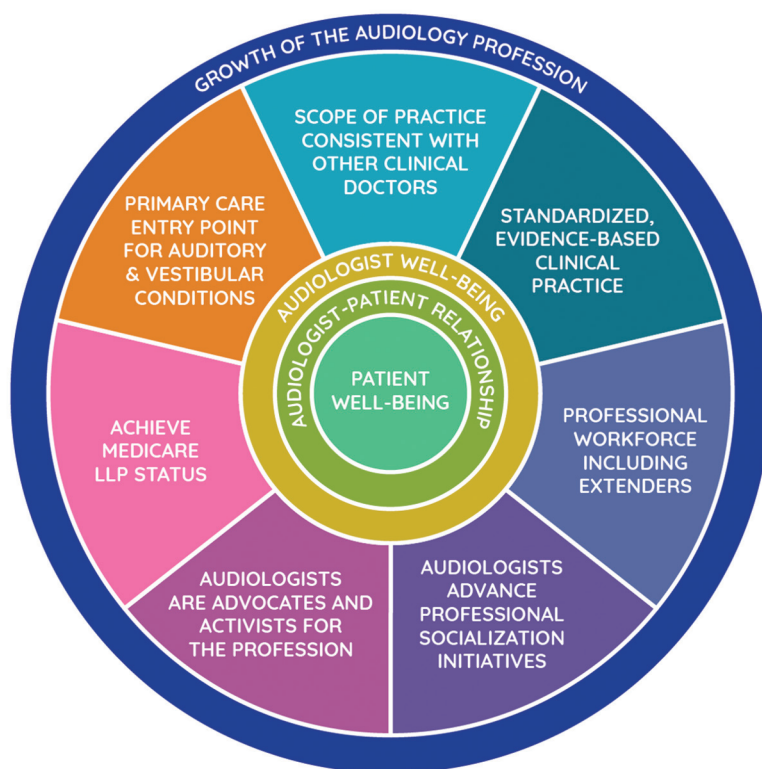 GROWTH OF THE AUDIOLOGY PROFESSION
SCOPE OF PRACTICE
CONSISTENT WITH
OTHER CLINICAL
DOCTORS
STANDARDIZED,
EVIDENCE-BASED
CLINICAL
PRACTICE
PROFESSIONAL
WORKFORCE
INCLUDING
EXTENDERS
AUDIOLOGISTS
ADVANCE
PROFESSIONAL
SOCIALIZATION
INITIATIVES
AUDIOLOGISTS
ARE ADVOCATES AND
ACTIVISTS FOR
THE PROFESSION
ACHIEVE
MEDICARE
LLP STATUS
PRIMARY CARE
ENTRY POINT
FOR AUDITORY
& VESTIBULAR
CONDITIONS
AUDIOLOGIST WELL-BEING
AUDIOLOGIST-PATIENT RELATIONSHIP
PATIENT
WELL-BEING